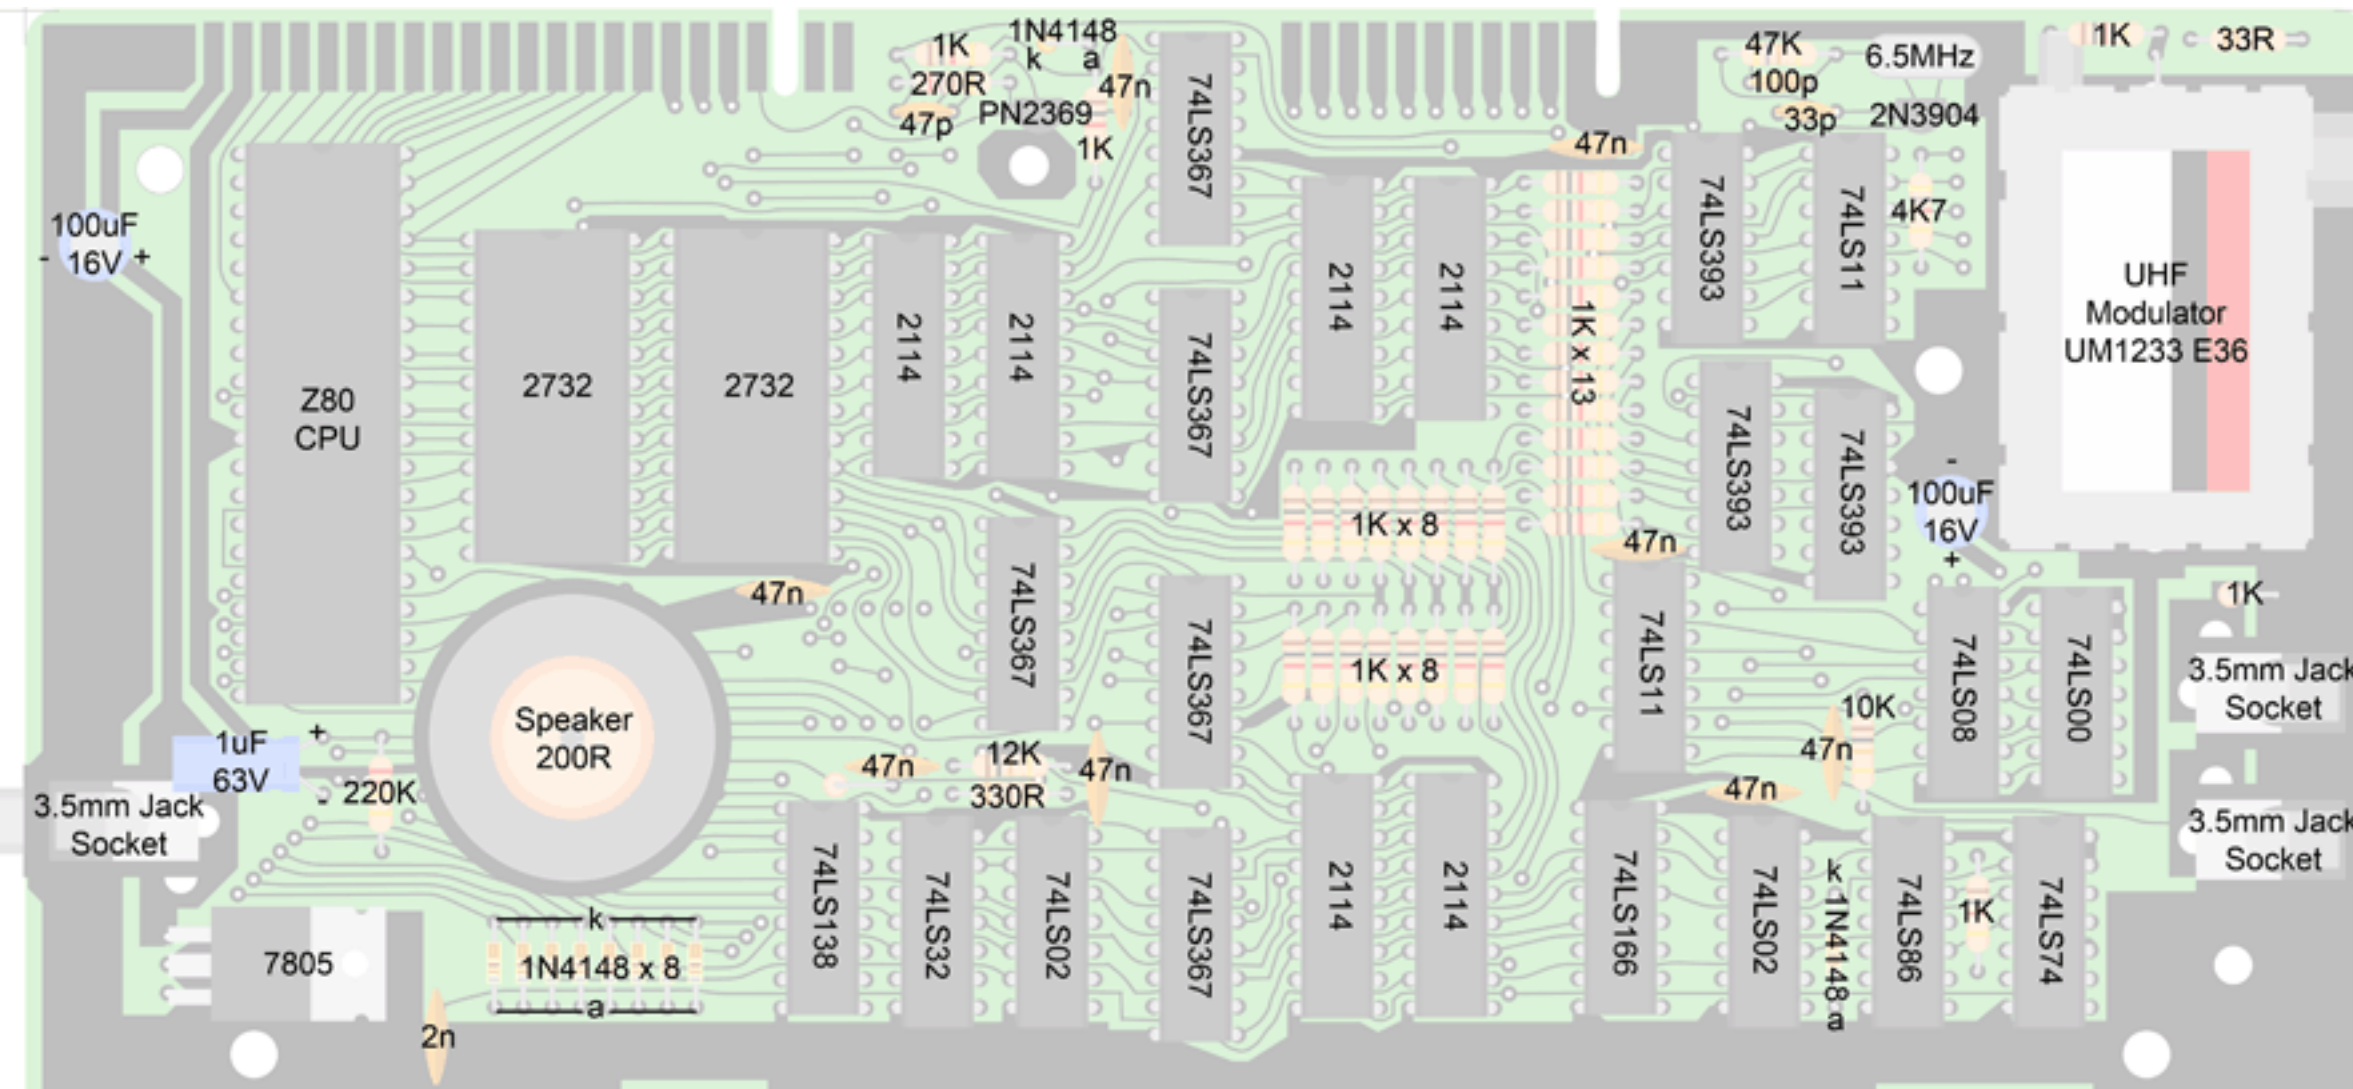 1K
1N4148
k
a
270R
47p
PN2369
47n
1K
74LS367
47K
6.5MHz
100p
33p
2N3904
47n
1K
33R
100uF
- 16V +
Z80
CPU
2732
2732
2114
2114
74LS367
2114
2114
1K x 13
74LS393
74LS11
4K7
UHF
Modulator
UM1233 E36
74LS393
74LS393
-
100uF
16V
+
1K x 8
47n
47n
74LS367
74LS367
1K x 8
74LS11
74LS08
74LS00
1K
3.5mm Jack
Socket
Speaker
200R
1uF
63V
+
-
220K
3.5mm Jack
Socket
47n
12K
330R
47n
10K
47n
47n
3.5mm Jack
Socket
7805
k
1N4148 x 8
a
2n
74LS138
74LS32
74LS02
74LS367
2114
2114
74LS166
74LS02
k 1N4148 a
74LS86
1K
74LS74